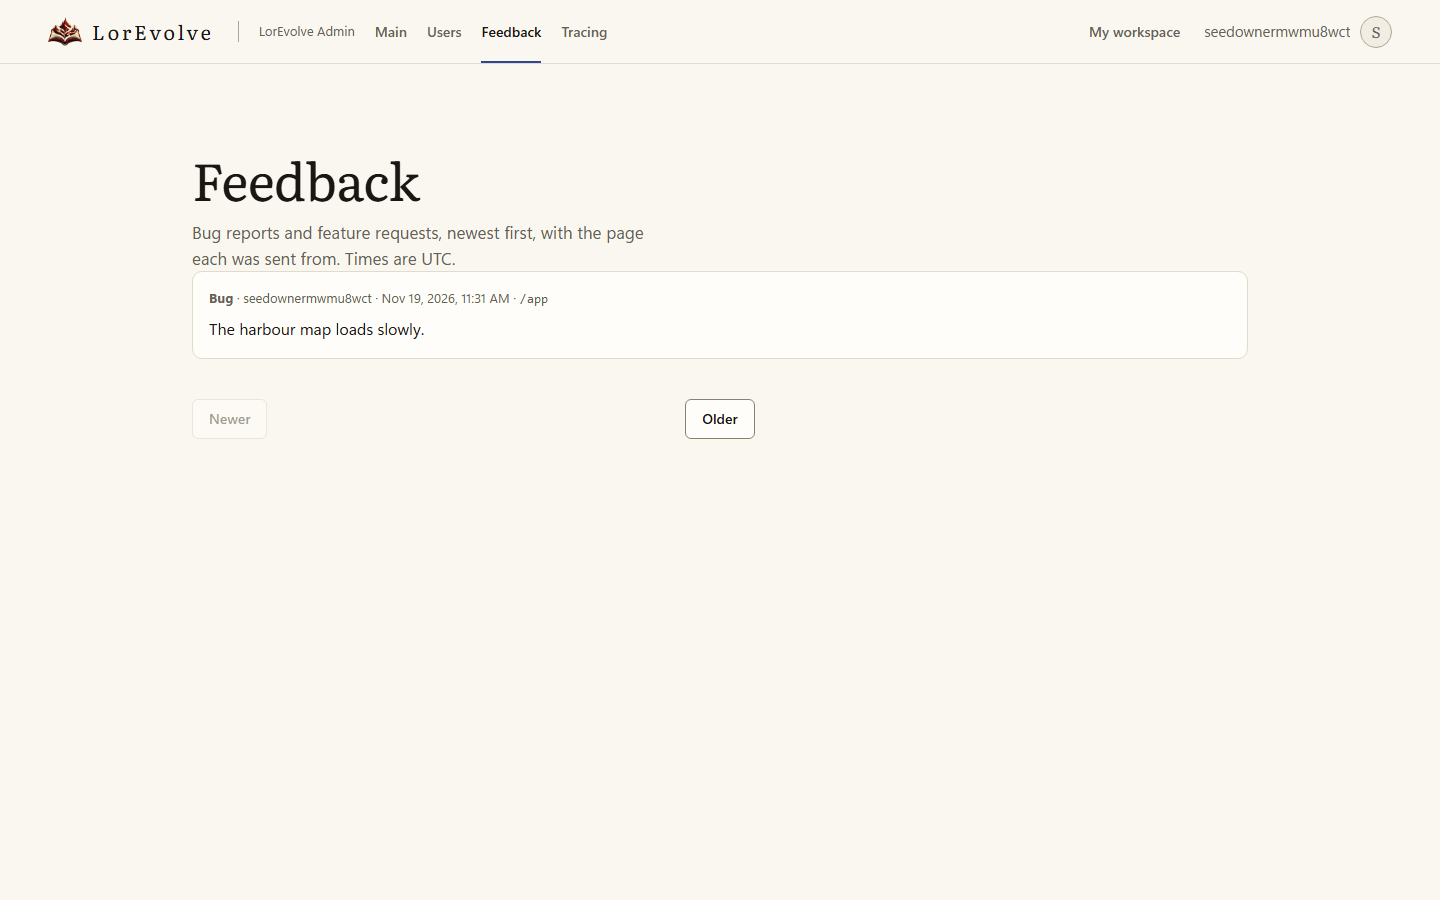 LorEvolve
LorEvolve Admin
Main
Users
Feedback
Tracing
My workspace
seedownermwmu8wct
S
Feedback
Bug reports and feature requests, newest first, with the page
each was sent from. Times are UTC.
Bug · seedownermwmu8wct · Nov 19, 2026, 11:31 AM · /app
The harbour map loads slowly.
Newer
Older